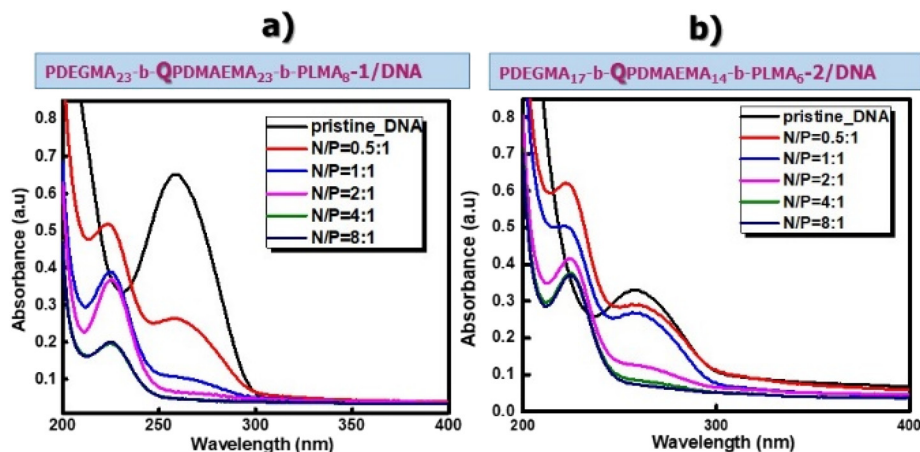 a)
PDEGMA23-b-QPDMAEMA23-b-PLMA8-1/DNA
0.8
0.7
0.6
0.5
0.4
0.3
0.2
0.1
Absorbance (a.u)
pristine_DNA
N/P=0.5:1
N/P=1:1
N/P=2:1
N/P=4:1
N/P=8:1
200 250 300 350 400
Wavelength (nm)
b)
PDEGMA17-b-QPDMAEMA14-b-PLMA6-2/DNA
0.8
0.7
0.6
0.5
0.4
0.3
0.2
0.1
0.0
Absorbance (a.u)
pristine_DNA
N/P=0.5:1
N/P=1:1
N/P=2:1
N/P=4:1
N/P=8:1
200 300 400
Wavelength (nm)